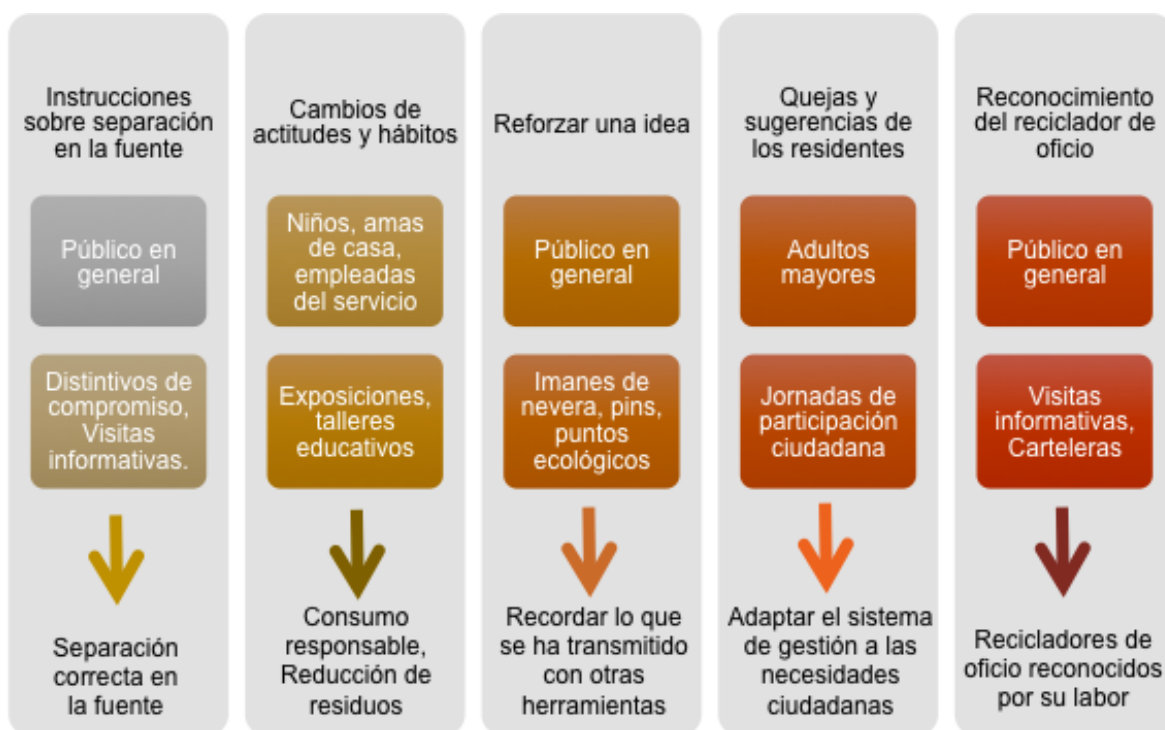 Instrucciones
sobre separación
en la fuente
Público en
general
Distintivos de
compromiso,
Visitas
informativas.
Separación
correcta en
la fuente
Cambios de
actitudes y hábitos
Niños, amas
de casa,
empleadas
del servicio
Exposiciones,
talleres
educativos
Consumo
responsable,
Reducción de
residuos
Reforzar una idea
Público en
general
Imanes de
nevera, pins,
puntos
ecológicos
Recordar lo que
se ha transmitido
con otras
herramientas
Quejas y
sugerencias de
los residentes
Adultos
mayores
Jornadas de
participación
ciudadana
Adaptar el sistema
de gestión a las
necesidades
ciudadanas
Reconocimiento
del reciclador de
oficio
Público en
general
Visitas
informativas,
Carteleras
Recicladores de
oficio reconocidos
por su labor